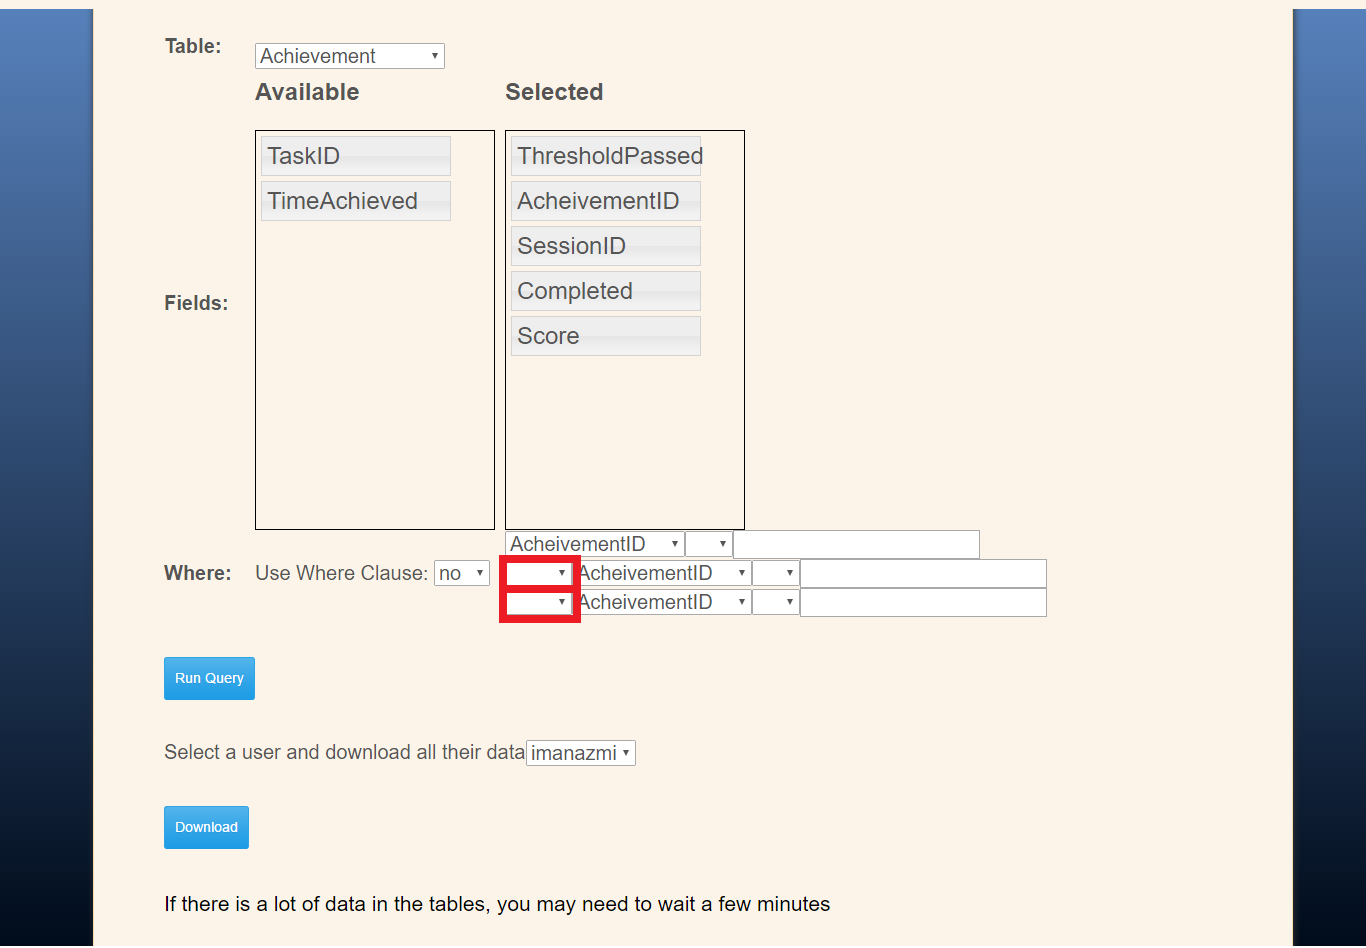 Table: Achievement
Available Selected
TaskID ThresholdPassed
TimeAchieved AcheivementID
SessionID
Fields: Completed
Score
AcheivementID
Where: Use Where Clause: no AcheivementID
AcheivementID
Run Query
Select a user and download all their data imanazmi
Download
If there is a lot of data in the tables, you may need to wait a few minutes